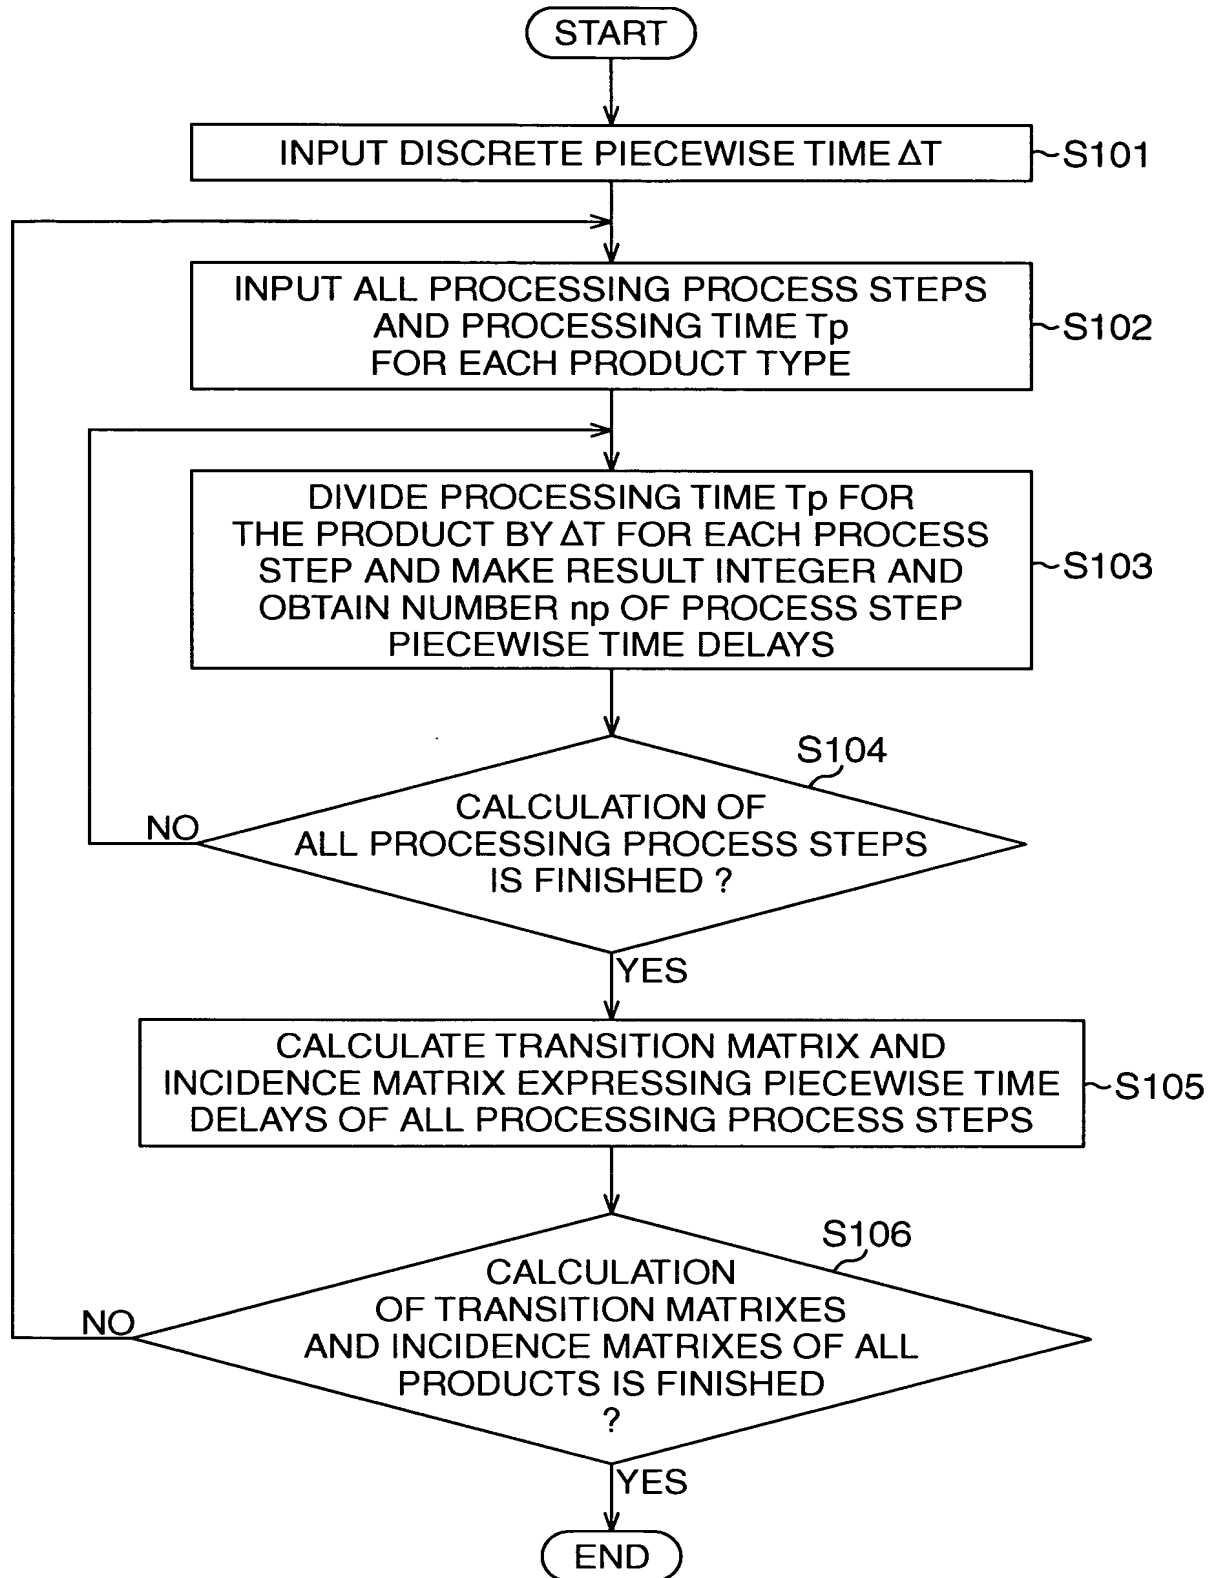 START
INPUT DISCRETE PIECEWISE TIME ΔT
S101
INPUT ALL PROCESSING PROCESS STEPS
AND PROCESSING TIME Tp
FOR EACH PRODUCT TYPE
S102
DIVIDE PROCESSING TIME Tp FOR
THE PRODUCT BY ΔT FOR EACH PROCESS
STEP AND MAKE RESULT INTEGER AND
OBTAIN NUMBER np OF PROCESS STEP
PIECEWISE TIME DELAYS
S103
S104
CALCULATION OF
ALL PROCESSING PROCESS STEPS
IS FINISHED ?
NO
YES
CALCULATE TRANSITION MATRIX AND
INCIDENCE MATRIX EXPRESSING PIECEWISE TIME
DELAYS OF ALL PROCESSING PROCESS STEPS
S105
S106
CALCULATION
OF TRANSITION MATRIXES
AND INCIDENCE MATRIXES OF ALL
PRODUCTS IS FINISHED
?
NO
YES
END